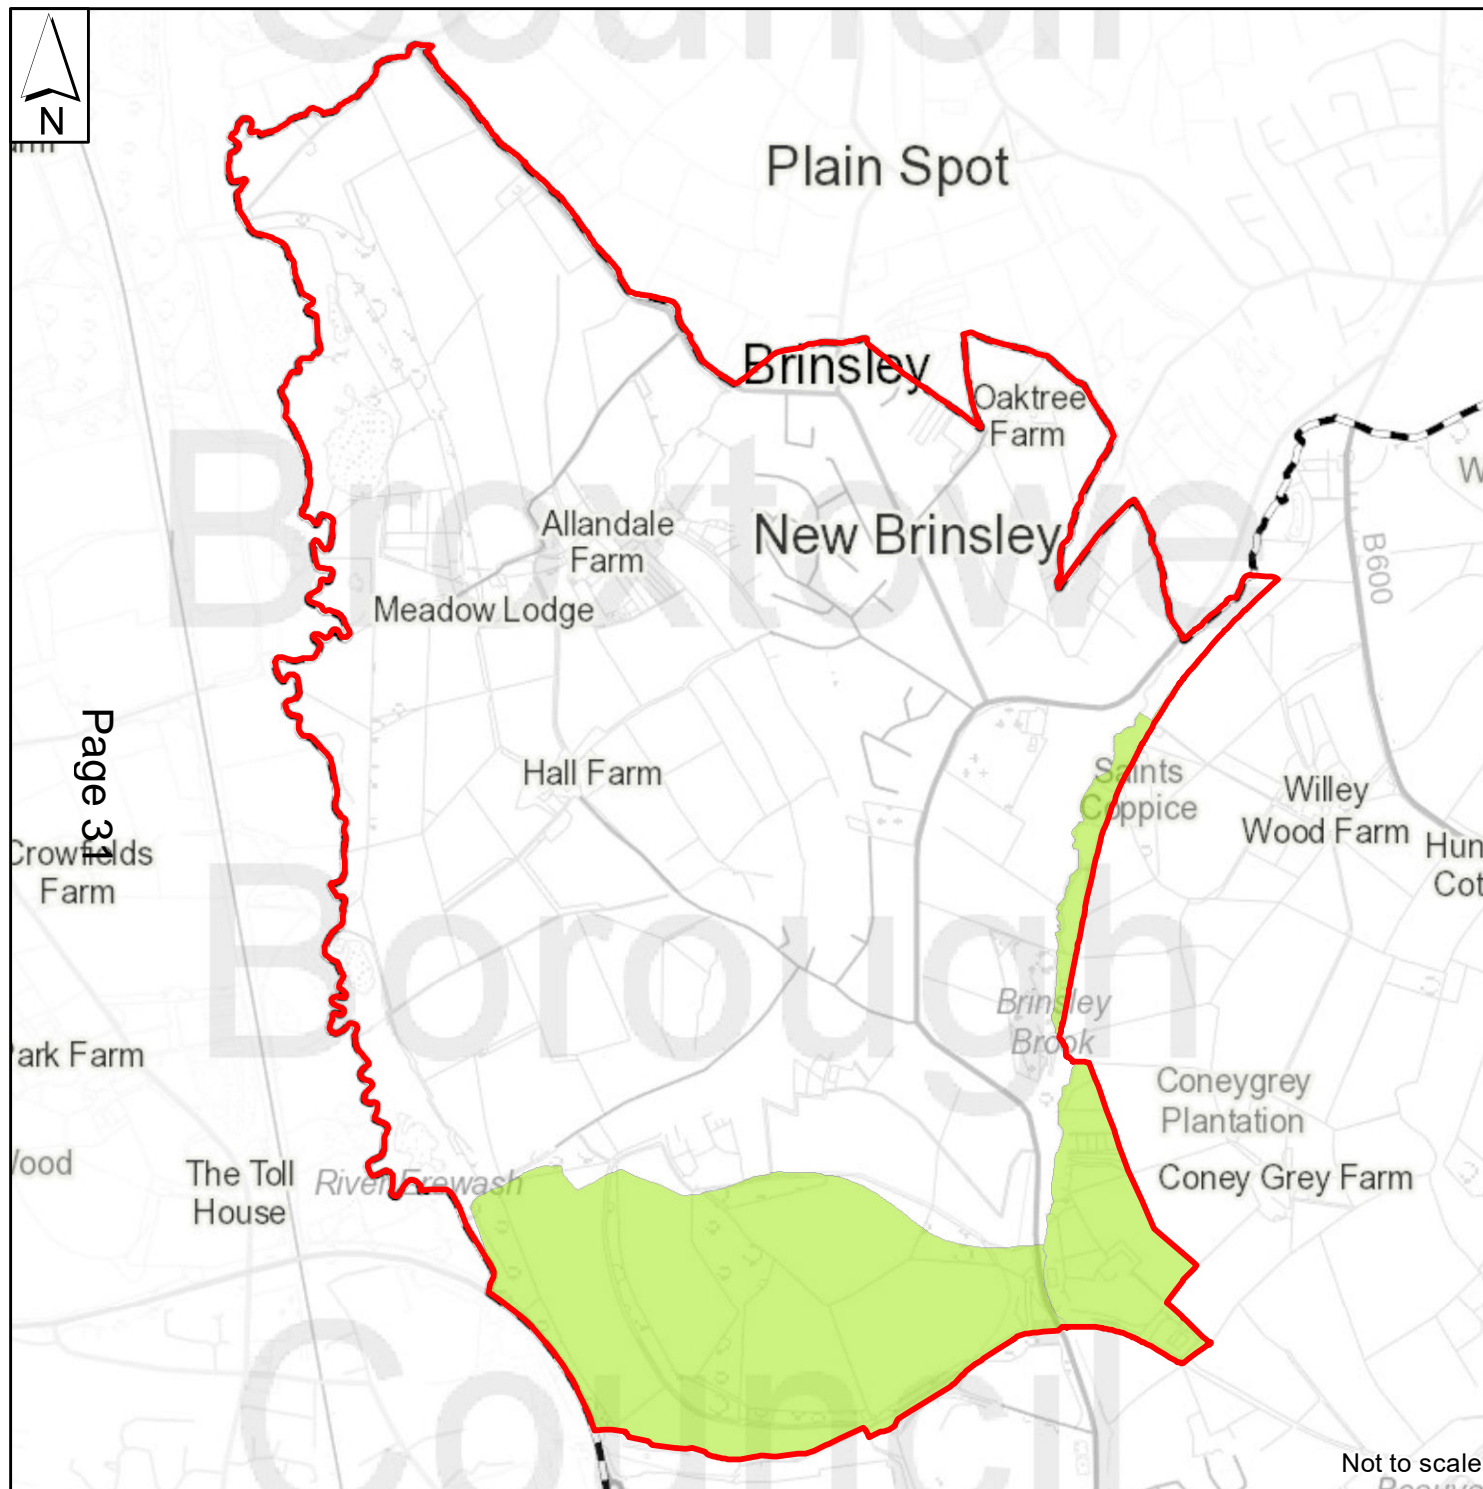 Council
N
Plain Spot
Brinsley
Oaktree
Farm
Broxtowe
New Brinsley
Allandale
Farm
Meadow Lodge
B600
Page 31
Hall Farm
Saints
Coppice
Willey
Wood Farm
Crowfields
Farm
Borough
Brinsley
Brook
Coneygrey
Plantation
Coney Grey Farm
The Toll
House
River Erewash
Council
Not to scale